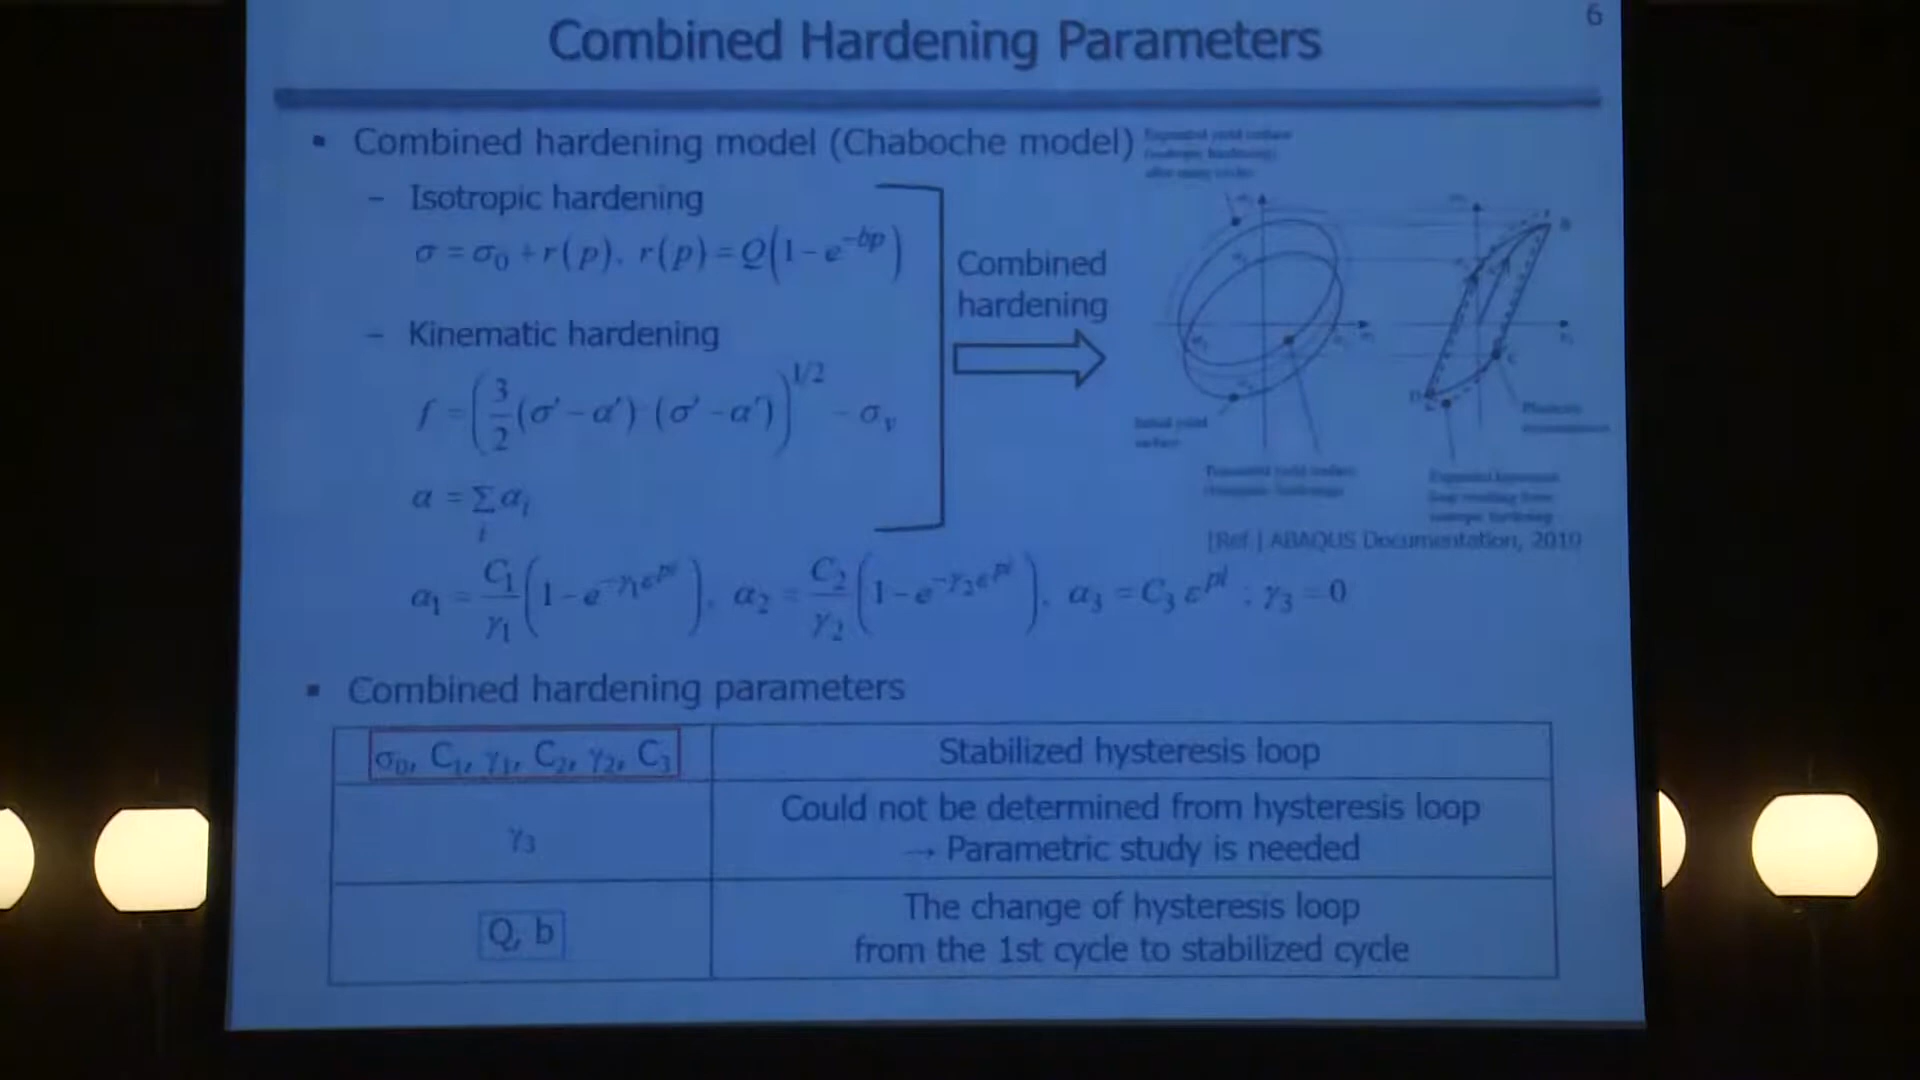 6
Combined Hardening Parameters
▪ Combined hardening model (Chaboche model)
– Isotropic hardening
σ = σ₀ + r(p), r(p) = Q(1 − e^{−bp})
– Kinematic hardening
f = (3/2 (σ' − α') (σ' − α'))^{1/2} − σ_y
α = Σ_i α_i
α₁ = C₁/γ₁ (1 − e^{−γ₁ε^{pl}}), α₂ = C₂/γ₂ (1 − e^{−γ₂ε^{pl}}), α₃ = C₃ε^{pl} ; γ₃ = 0
Combined
hardening
[Ref.] ABAQUS Documentation, 2010
▪ Combined hardening parameters
σ₀, C₁, γ₁, C₂, γ₂, C₃ Stabilized hysteresis loop
γ₃ Could not be determined from hysteresis loop
→ Parametric study is needed
Q, b The change of hysteresis loop
from the 1st cycle to stabilized cycle